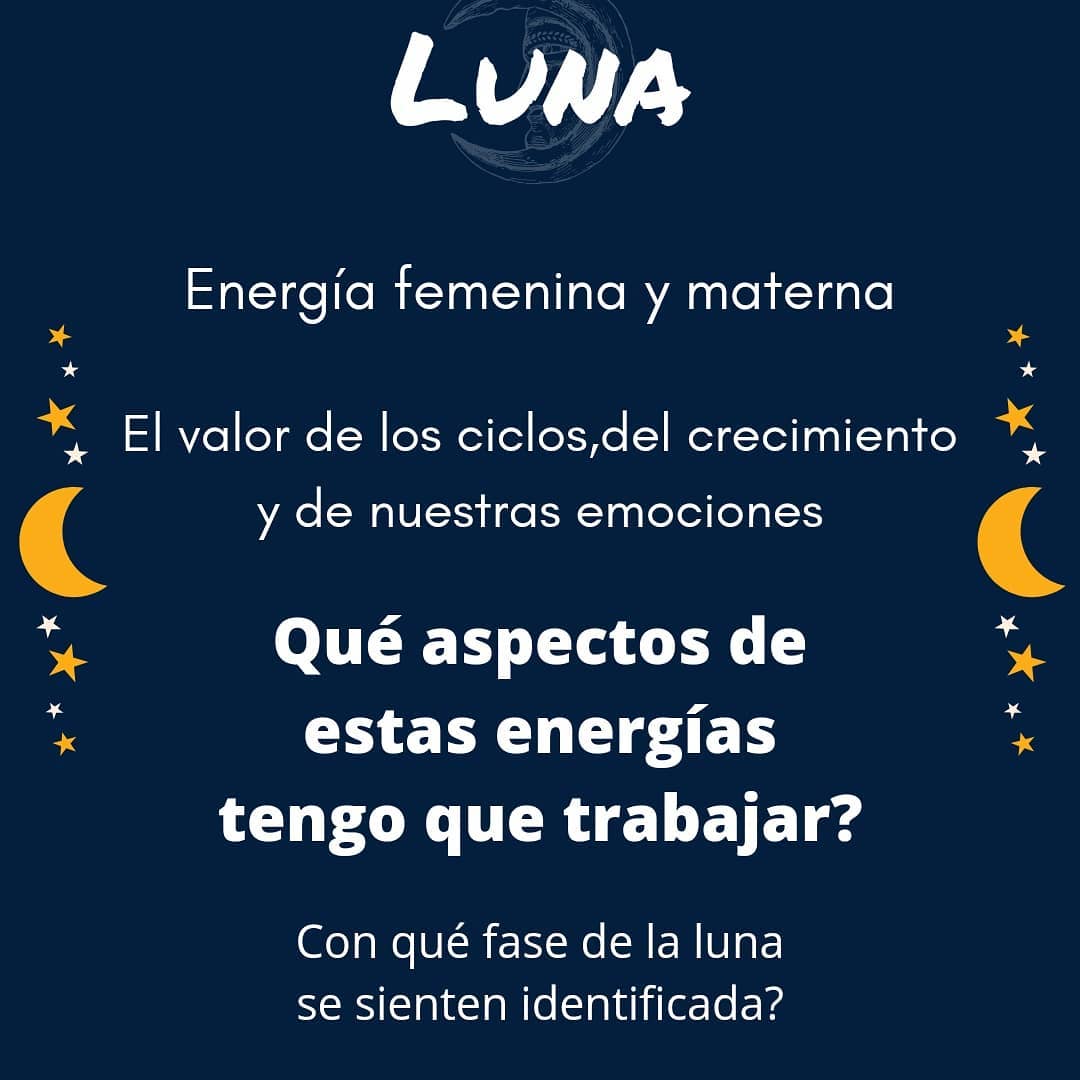 LUNA
Energía femenina y materna
El valor de los ciclos,del crecimiento
y de nuestras emociones
Qué aspectos de
estas energías
tengo que trabajar?
Con qué fase de la luna
se sienten identificada?